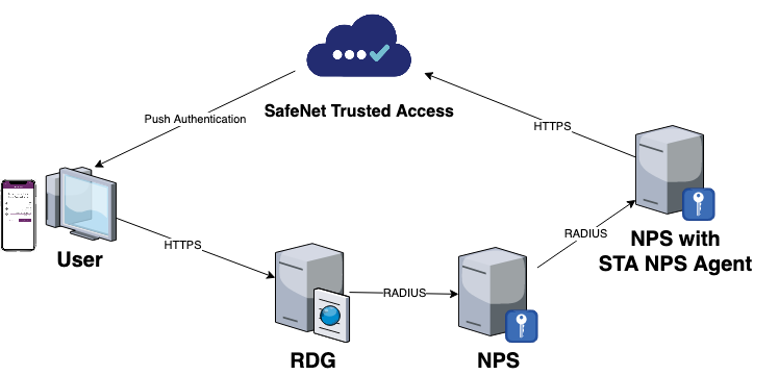 SafeNet Trusted Access
Push Authentication
HTTPS
User
HTTPS
RADIUS
NPS with
STA NPS Agent
RADIUS
RDG
NPS